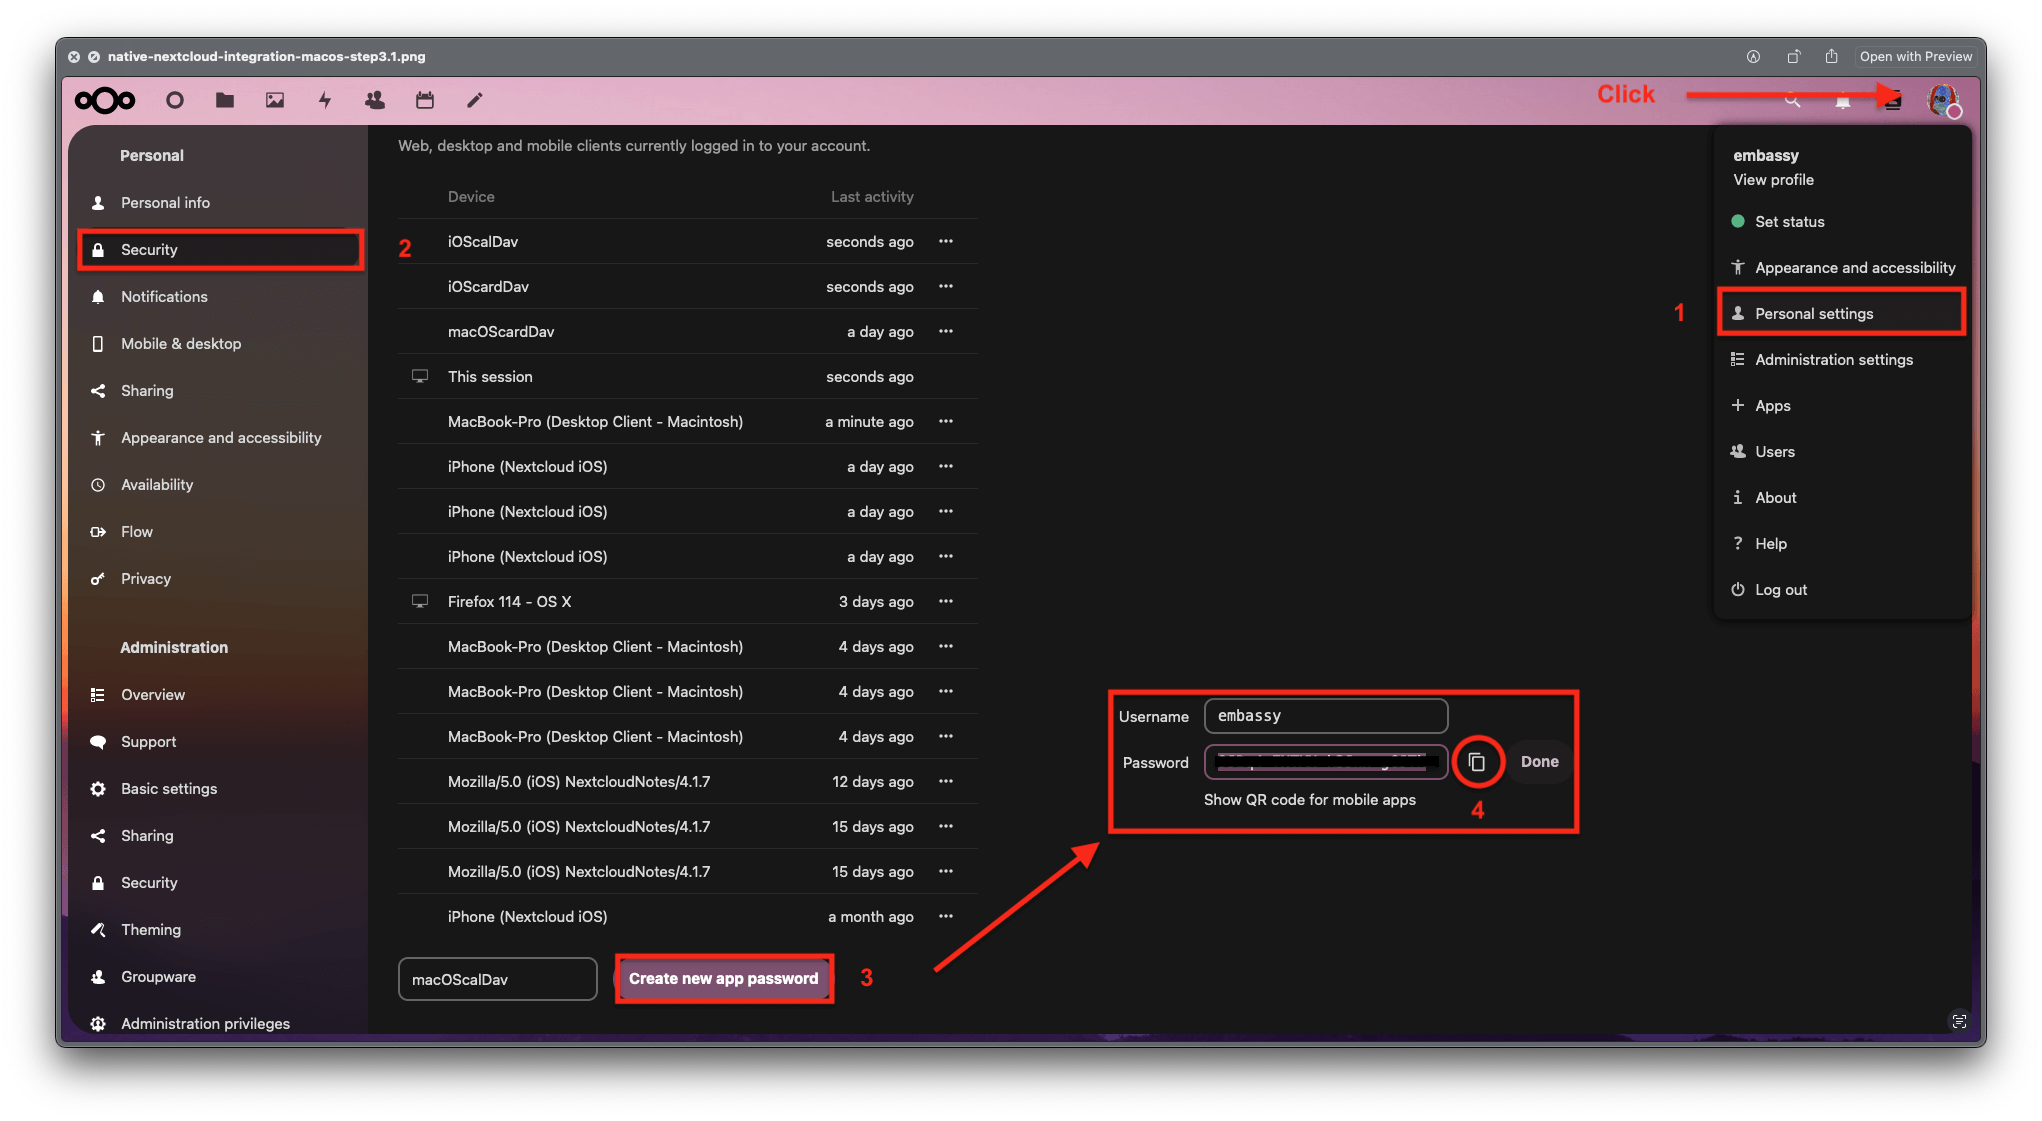 native-nextcloud-integration-macos-step3.1.png
Open with Preview
Click
Personal
Personal info
Security
Notifications
Mobile & desktop
Sharing
Appearance and accessibility
Availability
Flow
Privacy
Administration
Overview
Support
Basic settings
Sharing
Security
Theming
Groupware
Administration privileges
2
Web, desktop and mobile clients currently logged in to your account.
Device Last activity
iOScalDav seconds ago
iOScardDav seconds ago
macOScardDav a day ago
This session seconds ago
MacBook-Pro (Desktop Client - Macintosh) a minute ago
iPhone (Nextcloud iOS) a day ago
iPhone (Nextcloud iOS) a day ago
iPhone (Nextcloud iOS) a day ago
Firefox 114 - OS X 3 days ago
MacBook-Pro (Desktop Client - Macintosh) 4 days ago
MacBook-Pro (Desktop Client - Macintosh) 4 days ago
MacBook-Pro (Desktop Client - Macintosh) 4 days ago
Mozilla/5.0 (iOS) NextcloudNotes/4.1.7 12 days ago
Mozilla/5.0 (iOS) NextcloudNotes/4.1.7 15 days ago
Mozilla/5.0 (iOS) NextcloudNotes/4.1.7 15 days ago
iPhone (Nextcloud iOS) a month ago
macOScalDav Create new app password 3
Username embassy
Password Done
Show QR code for mobile apps 4
embassy
View profile
Set status
Appearance and accessibility
1 Personal settings
Administration settings
Apps
Users
About
Help
Log out